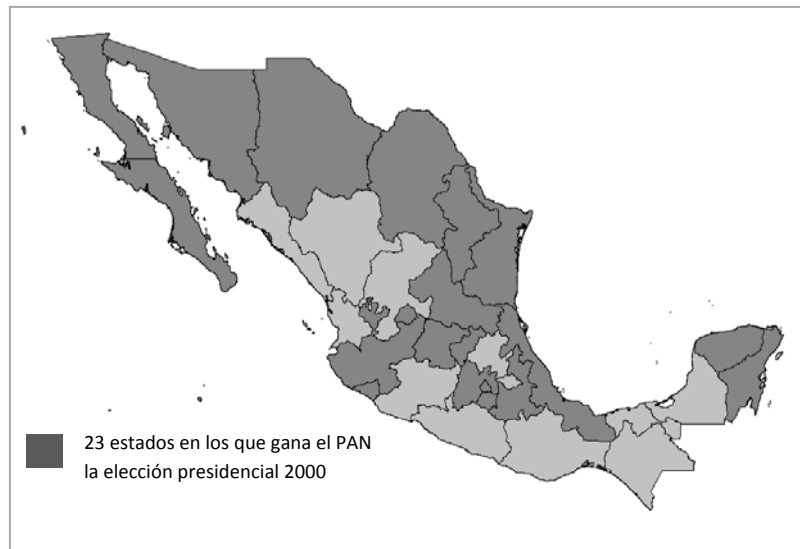 23 estados en los que gana el PAN
la elección presidencial 2000